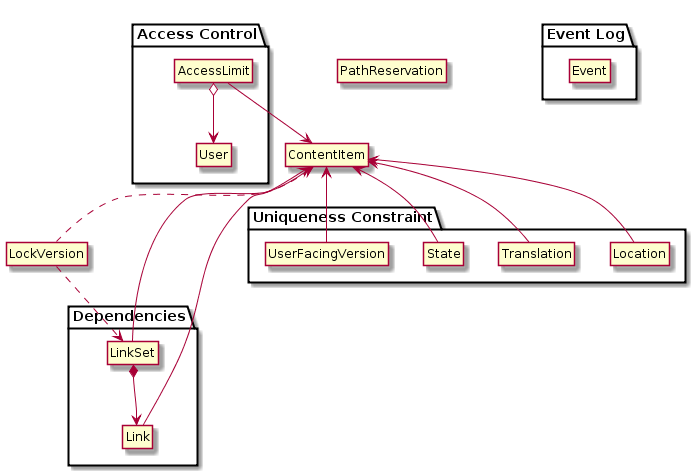 Access Control
Event Log
AccessLimit
PathReservation
Event
User
ContentItem
Uniqueness Constraint
LockVersion
UserFacingVersion
State
Translation
Location
Dependencies
LinkSet
Link